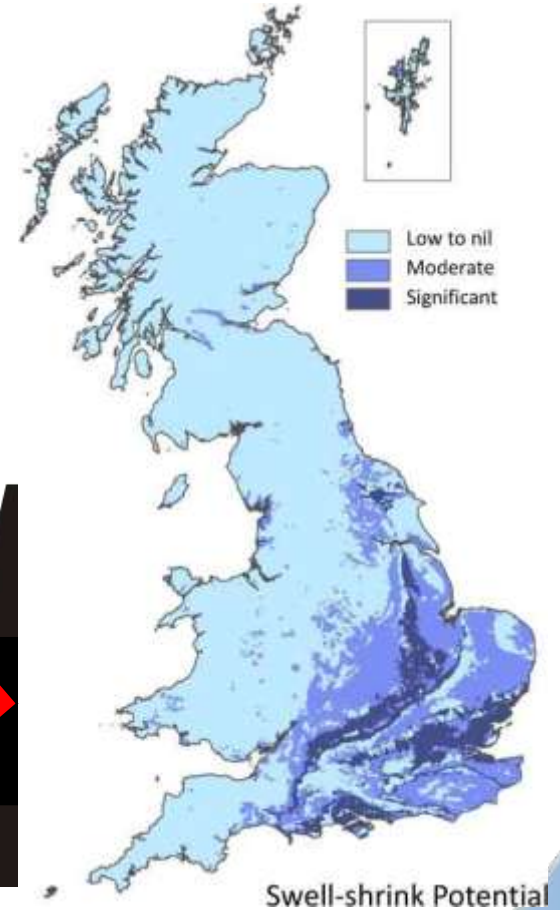 Low to nil
Moderate
Significant
Swell-shrink Potential